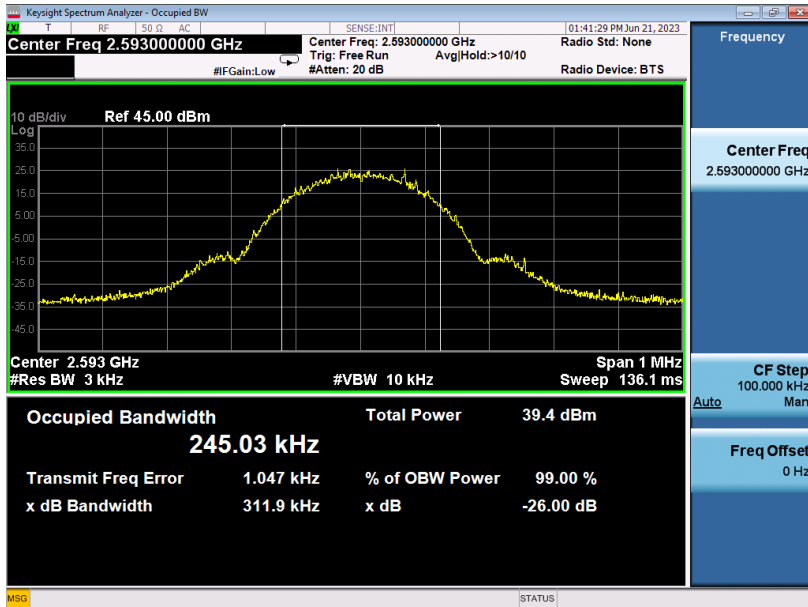 Keysight Spectrum Analyzer - Occupied BW
LXI T RF 50 Ω AC SENSE:INT 01:41:29 PM Jun 21, 2023
Center Freq 2.593000000 GHz
#IFGain:Low
Center Freq: 2.593000000 GHz
Trig: Free Run Avg|Hold:>10/10
#Atten: 20 dB
Radio Std: None
Radio Device: BTS
10 dB/div Ref 45.00 dBm
Log
35.0
25.0
15.0
5.00
-5.00
-15.0
-25.0
-35.0
-45.0
Center 2.593 GHz Span 1 MHz
#Res BW 3 kHz #VBW 10 kHz Sweep 136.1 ms
Occupied Bandwidth Total Power 39.4 dBm
245.03 kHz
Transmit Freq Error 1.047 kHz % of OBW Power 99.00 %
x dB Bandwidth 311.9 kHz x dB -26.00 dB
Frequency
Center Freq
2.593000000 GHz
CF Step
100.000 kHz
Auto Man
Freq Offset
0 Hz
MSG STATUS